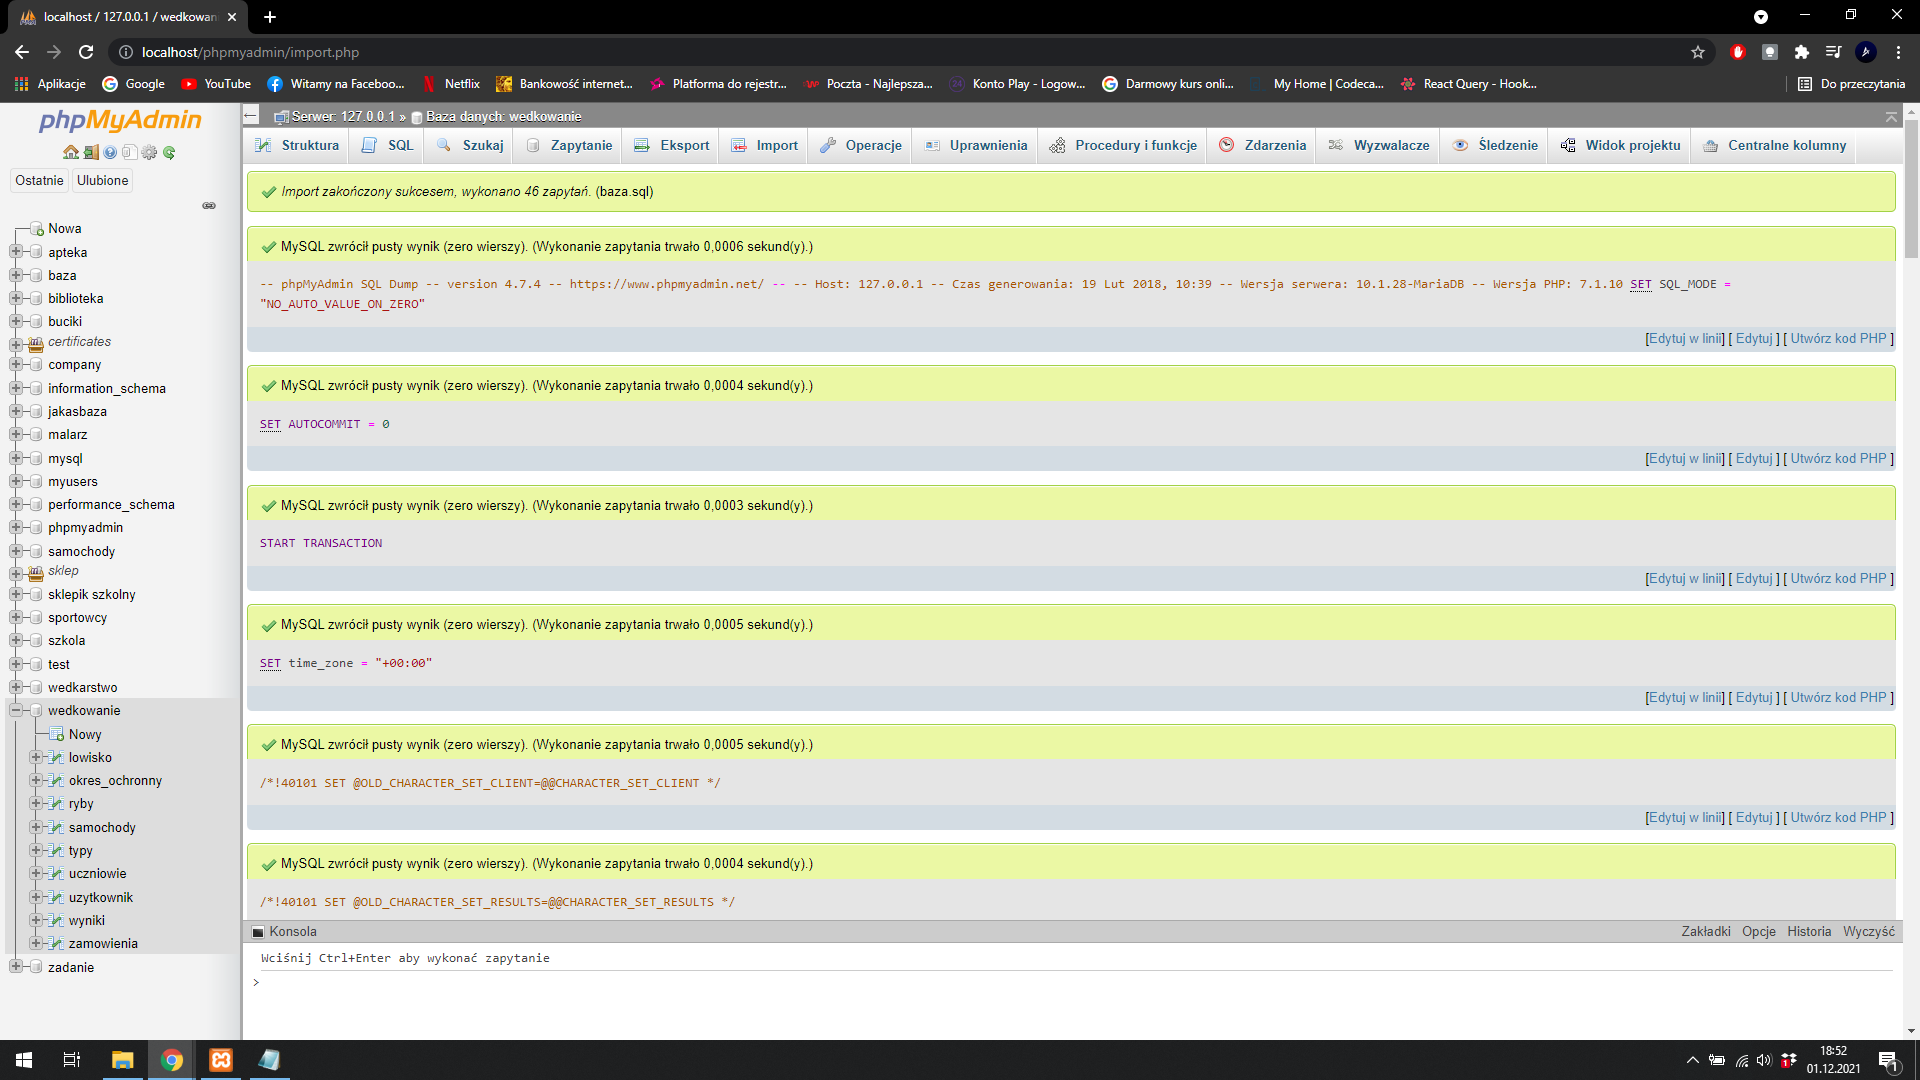 localhost / 127.0.0.1 / wedkowan
localhost/phpmyadmin/import.php
Aplikacje
Google
YouTube
Witamy na Faceboo...
Netflix
Bankowość internet...
Platforma do rejestr...
Poczta - Najlepsza...
Konto Play - Logow...
Darmowy kurs onli...
My Home | Codeca...
React Query - Hook...
Do przeczytania
phpMyAdmin
Ostatnie
Ulubione
Nowa
apteka
baza
biblioteka
buciki
certificates
company
information_schema
jakasbaza
malarz
mysql
myusers
performance_schema
phpmyadmin
samochody
sklep
sklepik szkolny
sportowcy
szkola
test
wedkarstwo
wedkowanie
Nowy
lowisko
okres_ochronny
ryby
samochody
typy
uczniowie
uzytkownik
wyniki
zamowienia
zadanie
Serwer: 127.0.0.1 » Baza danych: wedkowanie
Struktura
SQL
Szukaj
Zapytanie
Eksport
Import
Operacje
Uprawnienia
Procedury i funkcje
Zdarzenia
Wyzwalacze
Śledzenie
Widok projektu
Centralne kolumny
Import zakończony sukcesem, wykonano 46 zapytań. (baza.sql)
MySQL zwrócił pusty wynik (zero wierszy). (Wykonanie zapytania trwało 0,0006 sekund(y).)
-- phpMyAdmin SQL Dump -- version 4.7.4 -- https://www.phpmyadmin.net/ -- -- Host: 127.0.0.1 -- Czas generowania: 19 Lut 2018, 10:39 -- Wersja serwera: 10.1.28-MariaDB -- Wersja PHP: 7.1.10 SET SQL_MODE =
"NO_AUTO_VALUE_ON_ZERO"
[Edytuj w linii] [ Edytuj ] [ Utwórz kod PHP ]
MySQL zwrócił pusty wynik (zero wierszy). (Wykonanie zapytania trwało 0,0004 sekund(y).)
SET AUTOCOMMIT = 0
[Edytuj w linii] [ Edytuj ] [ Utwórz kod PHP ]
MySQL zwrócił pusty wynik (zero wierszy). (Wykonanie zapytania trwało 0,0003 sekund(y).)
START TRANSACTION
[Edytuj w linii] [ Edytuj ] [ Utwórz kod PHP ]
MySQL zwrócił pusty wynik (zero wierszy). (Wykonanie zapytania trwało 0,0005 sekund(y).)
SET time_zone = "+00:00"
[Edytuj w linii] [ Edytuj ] [ Utwórz kod PHP ]
MySQL zwrócił pusty wynik (zero wierszy). (Wykonanie zapytania trwało 0,0005 sekund(y).)
/*!40101 SET @OLD_CHARACTER_SET_CLIENT=@@CHARACTER_SET_CLIENT */
[Edytuj w linii] [ Edytuj ] [ Utwórz kod PHP ]
MySQL zwrócił pusty wynik (zero wierszy). (Wykonanie zapytania trwało 0,0004 sekund(y).)
/*!40101 SET @OLD_CHARACTER_SET_RESULTS=@@CHARACTER_SET_RESULTS */
Konsola
Zakładki
Opcje
Historia
Wyczyść
Wciśnij Ctrl+Enter aby wykonać zapytanie
>
18:52
01.12.2021